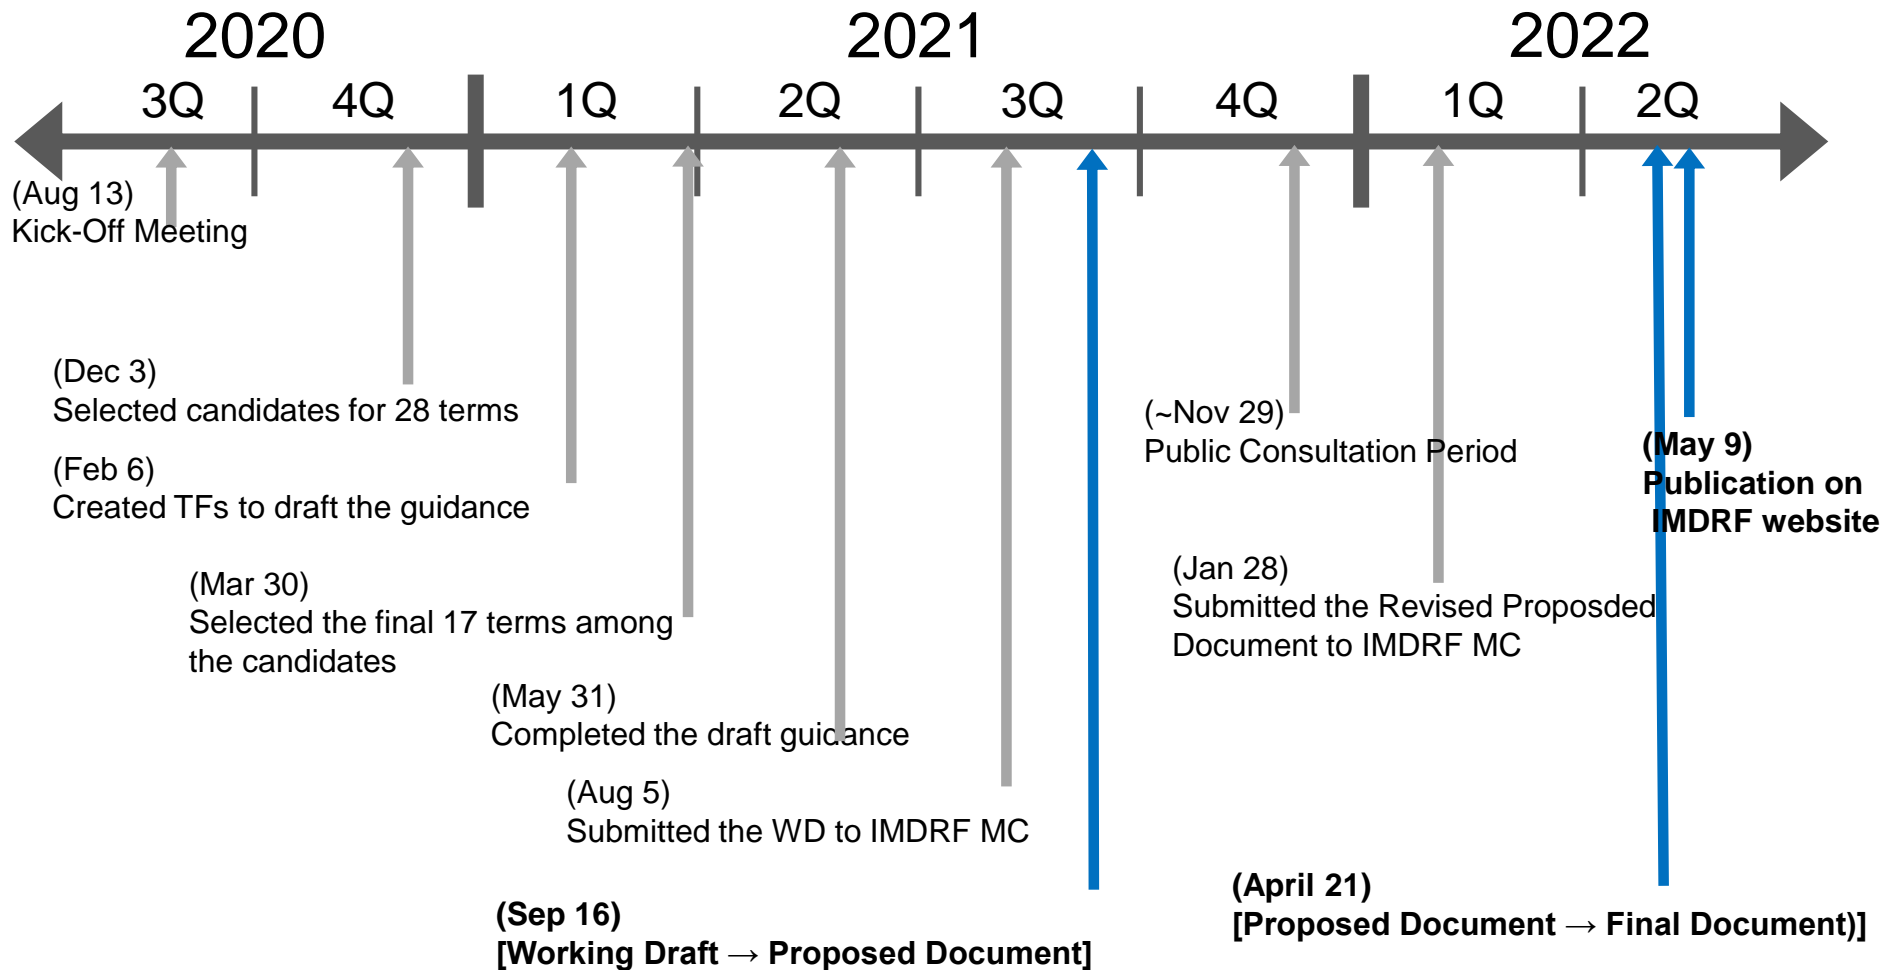 2020
2021
2022
3Q
4Q
1Q
2Q
3Q
4Q
1Q
2Q
(Aug 13)
Kick-Off Meeting
(Dec 3)
Selected candidates for 28 terms
(Feb 6)
Created TFs to draft the guidance
(Mar 30)
Selected the final 17 terms among
the candidates
(May 31)
Completed the draft guidance
(Aug 5)
Submitted the WD to IMDRF MC
(Sep 16)
[Working Draft → Proposed Document]
(~Nov 29)
Public Consultation Period
(Jan 28)
Submitted the Revised Proposded
Document to IMDRF MC
(April 21)
[Proposed Document → Final Document)]
(May 9)
Publication on
IMDRF website